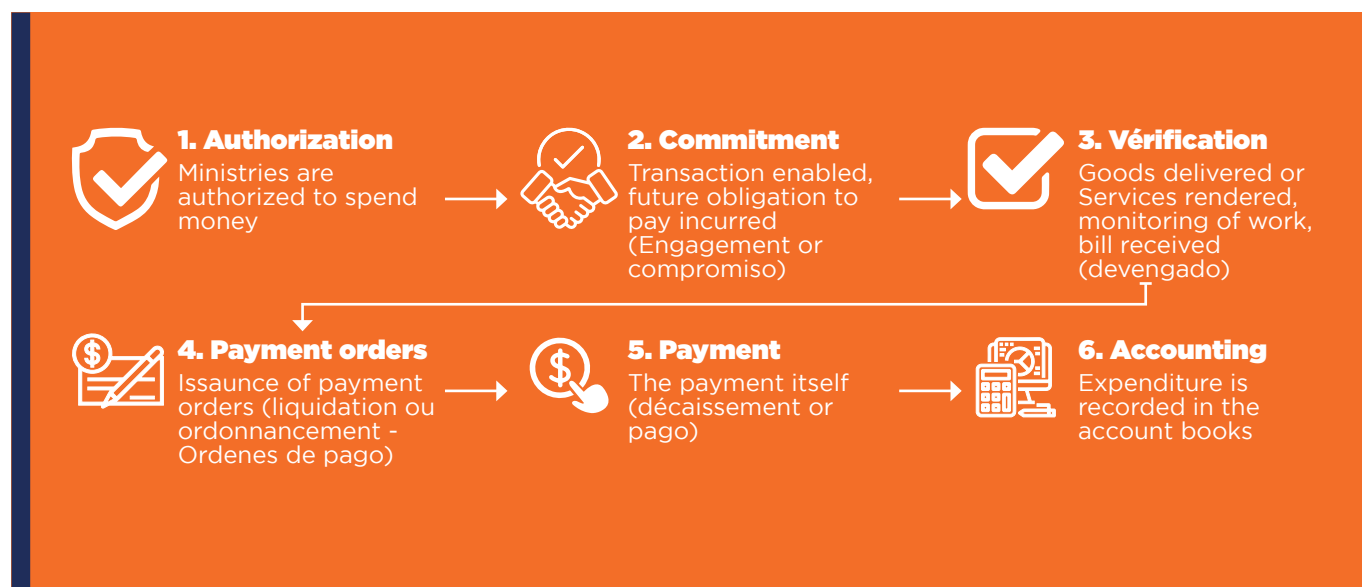 1. Authorization
Ministries are
authorized to spend
money
2. Commitment
Transaction enabled,
future obligation to
pay incurred
(Engagement or
compromiso)
3. Vérification
Goods delivered or
Services rendered,
monitoring of work,
bill received
(devengado)
4. Payment orders
Issaunce of payment
orders (liquidation ou
ordonnancement -
Ordenes de pago)
5. Payment
The payment itself
(décaissement or
pago)
6. Accounting
Expenditure is
recorded in the
account books